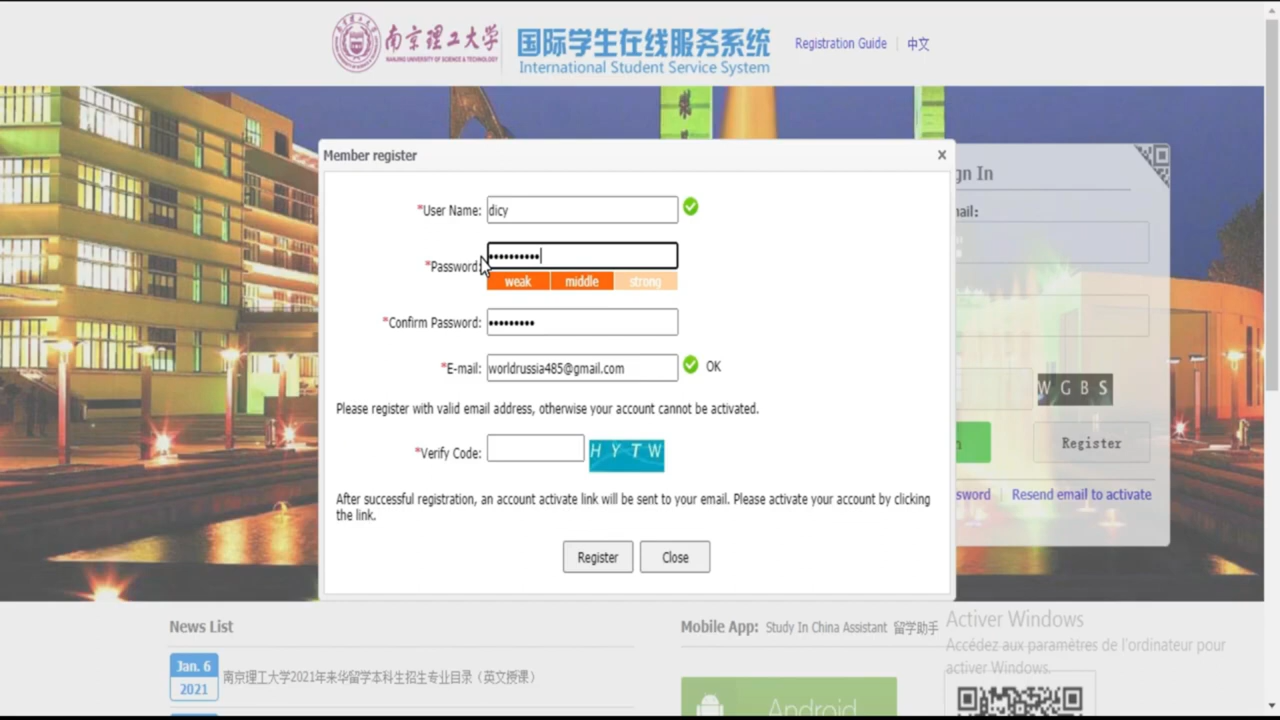 南京理工大学
NANJING UNIVERSITY OF SCIENCE & TECHNOLOGY
国际学生在线服务系统
International Student Service System
Registration Guide | 中文
Member register x
*User Name: dicy
*Password: ••••••••••
weak middle strong
*Confirm Password: •••••••••
*E-mail: worldrussia485@gmail.com OK
Please register with valid email address, otherwise your account cannot be activated.
*Verify Code: H Y T W
After successful registration, an account activate link will be sent to your email. Please activate your account by clicking
the link.
Register Close
gn In
ail:
W G B S
Register
sword | Resend email to activate
News List
Jan. 6
2021
南京理工大学2021年来华留学本科生招生专业目录（英文授课）
Mobile App: Study In China Assistant 留学助手
Android
Activer Windows
Accédez aux paramètres de l'ordinateur pour
activer Windows.